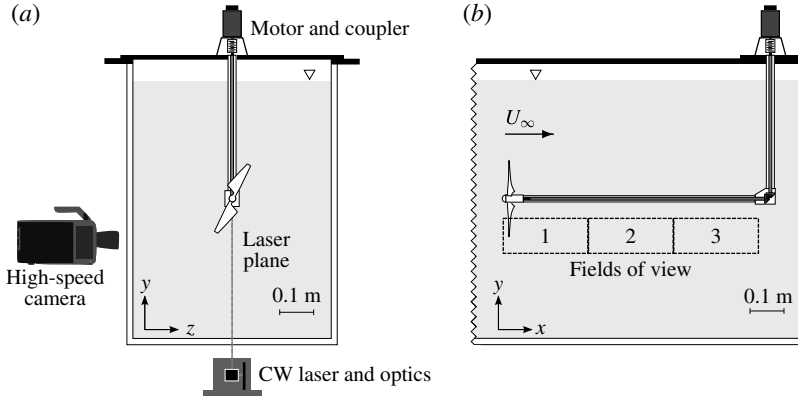 (a)
Motor and coupler
(b)
U∞
Laser
plane
High-speed
camera
1 2 3
Fields of view
y
z
0.1 m
y
x
0.1 m
CW laser and optics